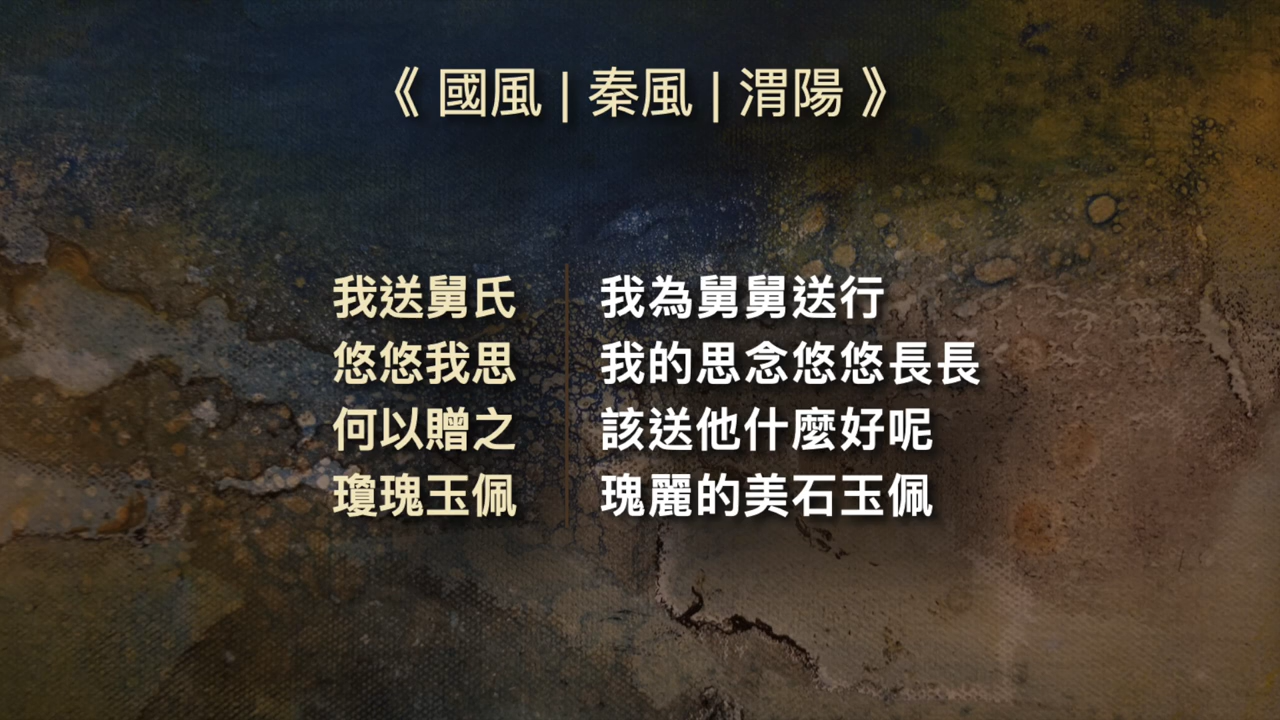 《 國風 | 秦風 | 渭陽 》
我送舅氏 我為舅舅送行
悠悠我思 我的思念悠悠長長
何以贈之 該送他什麼好呢
瓊瑰玉佩 瑰麗的美石玉佩